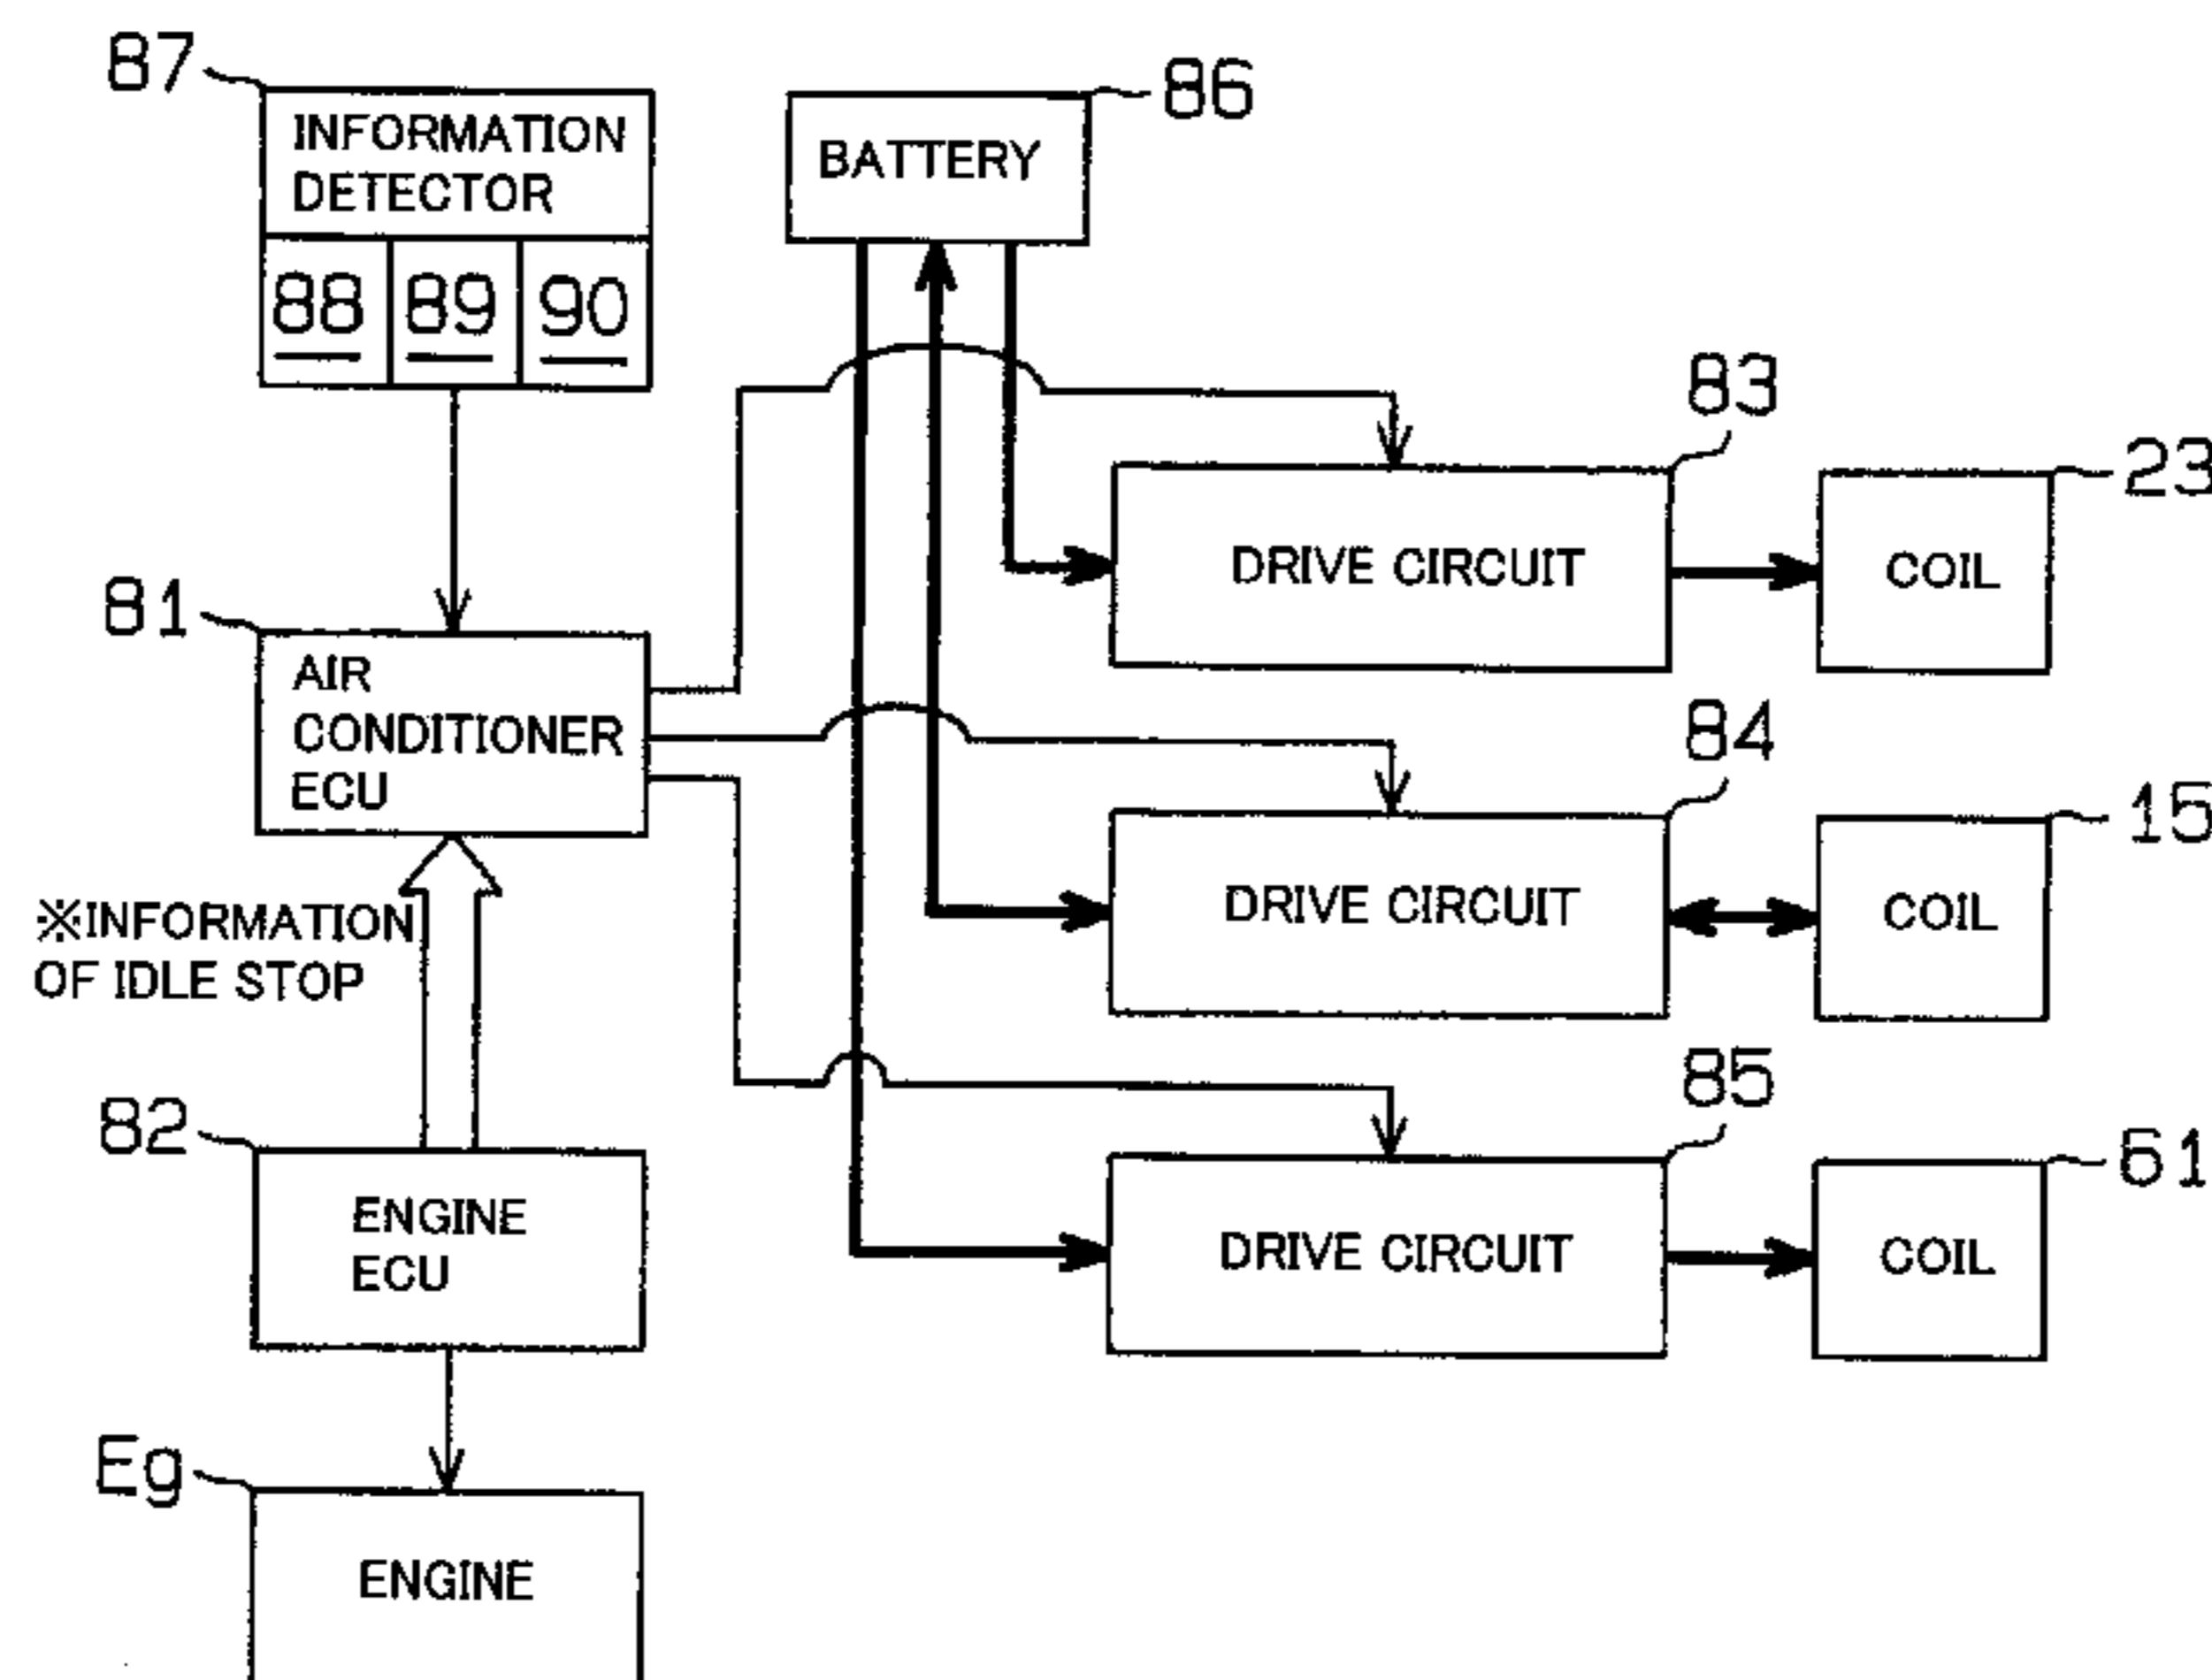 87
INFORMATION
DETECTOR
88 89 90
86
BATTERY
83
DRIVE CIRCUIT
23
COIL
81
AIR
CONDITIONER
ECU
84
DRIVE CIRCUIT
15
COIL
※INFORMATION
OF IDLE STOP
82
ENGINE
ECU
85
DRIVE CIRCUIT
61
COIL
Eg
ENGINE